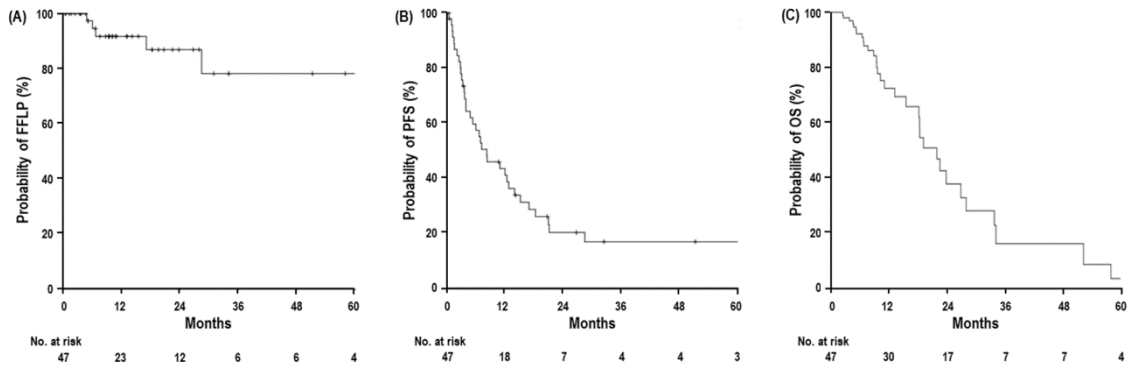 (A)
Probability of FFLP (%)
100
80
60
40
20
0
0 12 24 36 48 60
Months
No. at risk
47 23 12 6 6 4
(B)
Probability of PFS (%)
100
80
60
40
20
0
0 12 24 36 48 60
Months
No. at risk
47 18 7 4 4 3
(C)
Probability of OS (%)
100
80
60
40
20
0
0 12 24 36 48 60
Months
No. at risk
47 30 17 7 7 4